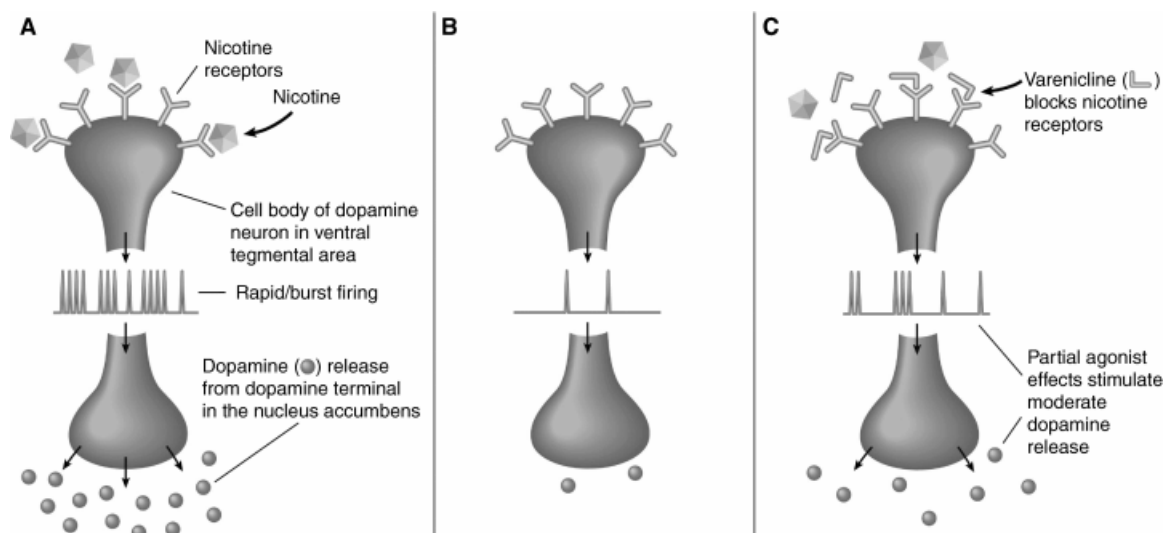 A
Nicotine
receptors
Nicotine
Cell body of dopamine
neuron in ventral
tegmental area
Rapid/burst firing
Dopamine ( ) release
from dopamine terminal
in the nucleus accumbens
B
C
Varenicline ( )
blocks nicotine
receptors
Partial agonist
effects stimulate
moderate
dopamine
release